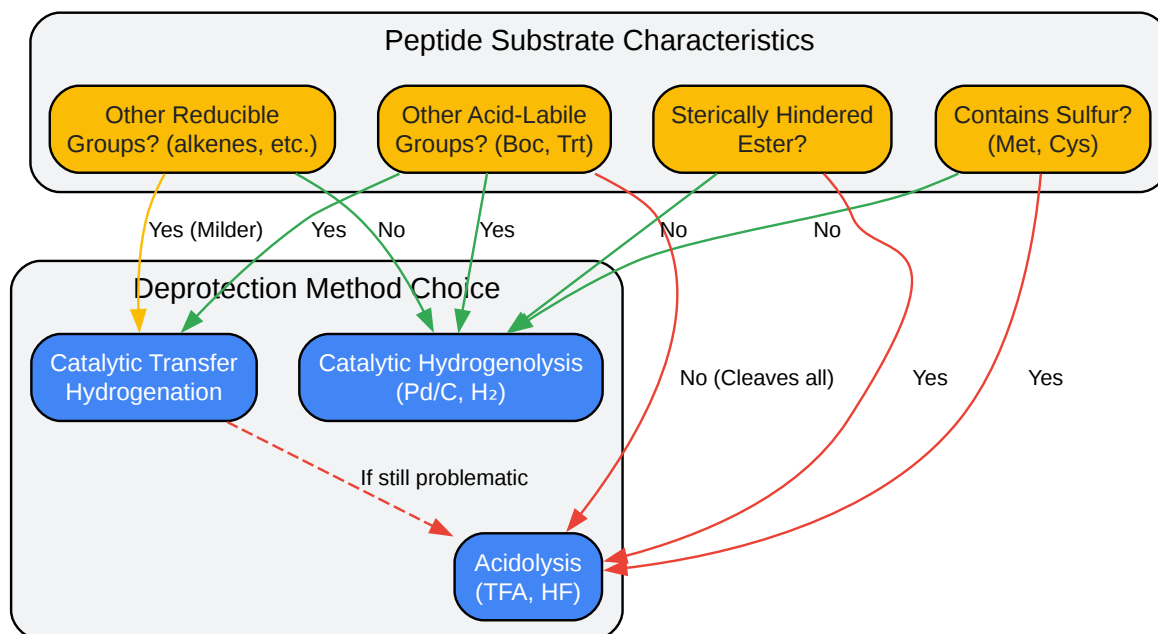 Peptide Substrate Characteristics
Other Reducible
Groups? (alkenes, etc.)
Other Acid-Labile
Groups? (Boc, Trt)
Sterically Hindered
Ester?
Contains Sulfur?
(Met, Cys)
Yes (Milder)
Yes
No
Yes
No
No
Deprotection Method Choice
Catalytic Transfer
Hydrogenation
Catalytic Hydrogenolysis
(Pd/C, H₂)
No (Cleaves all)
Yes
Yes
If still problematic
Acidolysis
(TFA, HF)